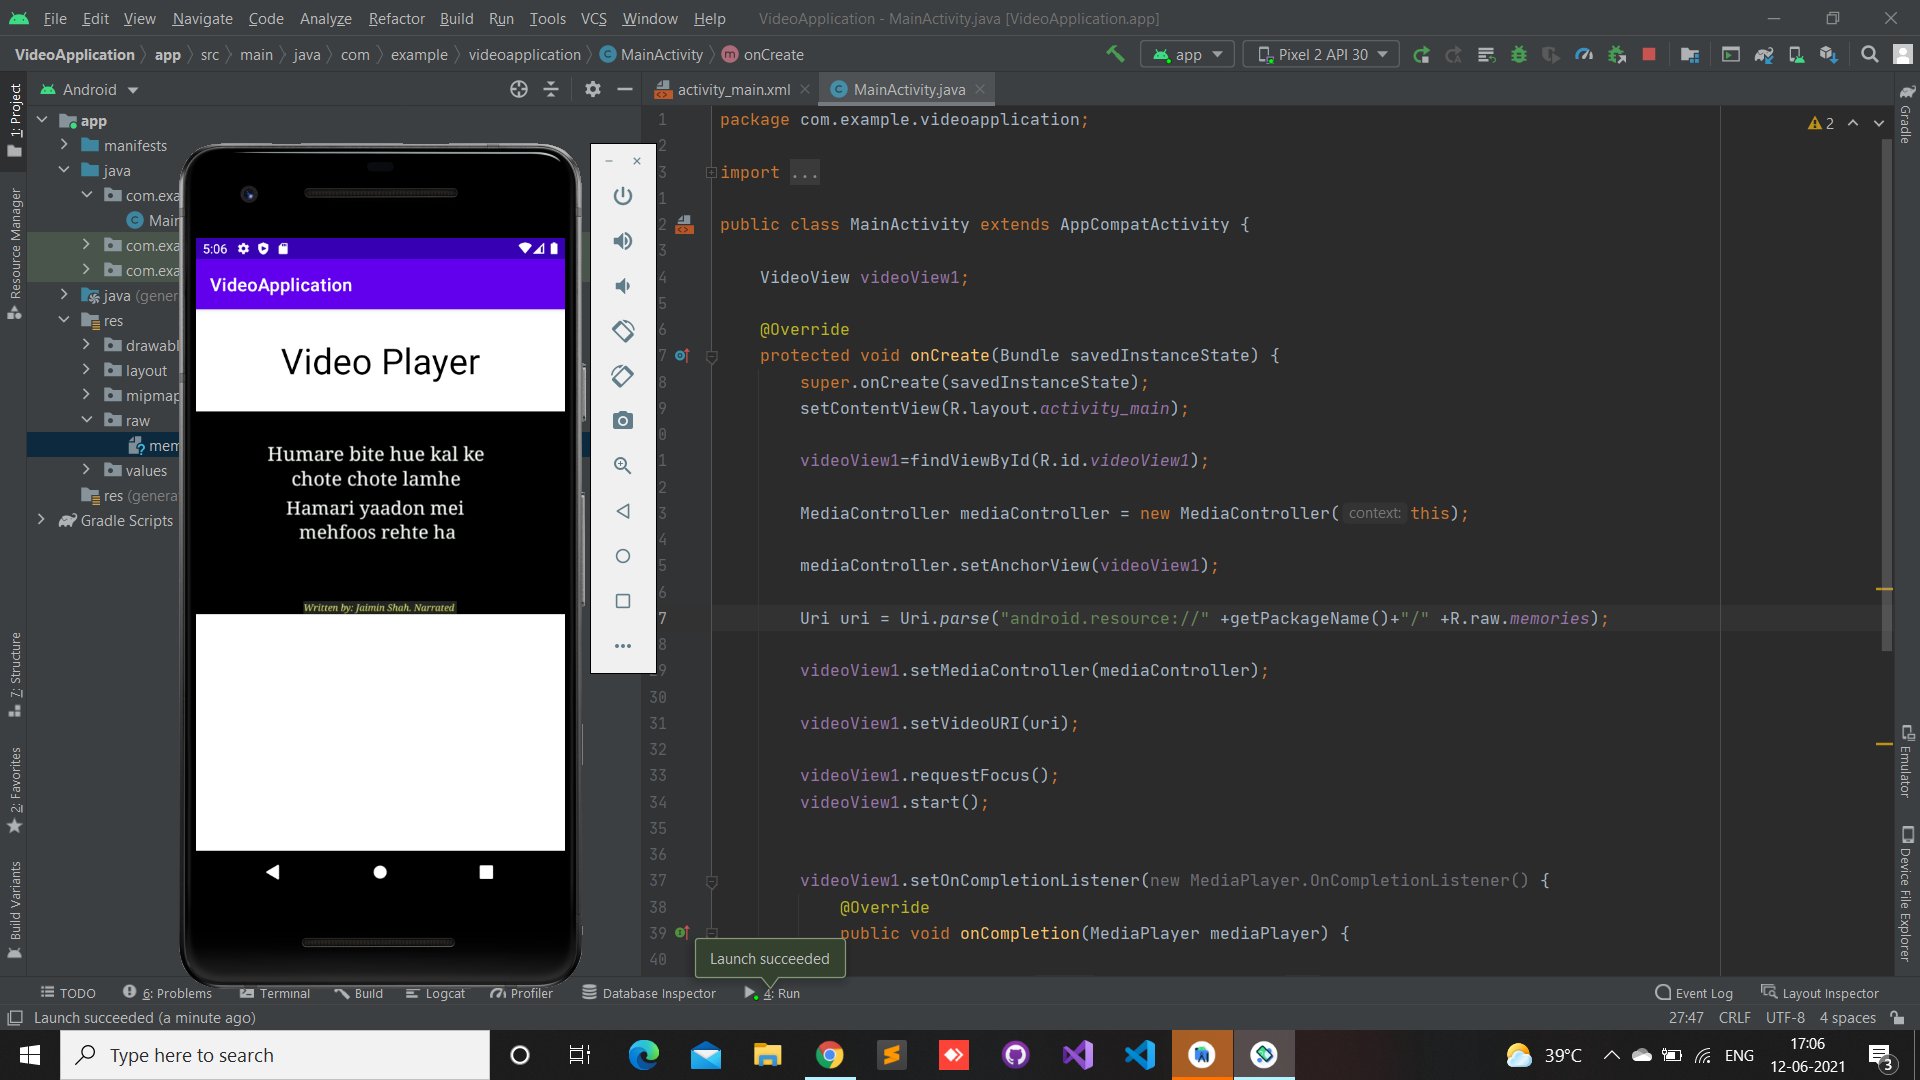 File Edit View Navigate Code Analyze Refactor Build Run Tools VCS Window Help VideoApplication - MainActivity.java [VideoApplication.app]
VideoApplication app src main java com example videoapplication MainActivity onCreate app Pixel 2 API 30
Android
activity_main.xml MainActivity.java
1: Project
Resource Manager
7: Structure
2: Favorites
Build Variants
app
manifests
java
com.exa
Main
com.exa
com.exa
java (gener
res
drawabl
layout
mipmap
raw
mem
values
res (genera
Gradle Scripts
5:06
VideoApplication
Video Player
Humare bite hue kal ke
chote chote lamhe
Hamari yaadon mei
mehfoos rehte ha
Written by: Jaimin Shah. Narrated
1 package com.example.videoapplication;
2
3 import ...
1
2 public class MainActivity extends AppCompatActivity {
3
4 VideoView videoView1;
5
6 @Override
7 protected void onCreate(Bundle savedInstanceState) {
8 super.onCreate(savedInstanceState);
9 setContentView(R.layout.activity_main);
0
1 videoView1=findViewById(R.id.videoView1);
2
3 MediaController mediaController = new MediaController( context: this);
4
5 mediaController.setAnchorView(videoView1);
6
7 Uri uri = Uri.parse("android.resource://" +getPackageName()+"/" +R.raw.memories);
8
29 videoView1.setMediaController(mediaController);
30
31 videoView1.setVideoURI(uri);
32
33 videoView1.requestFocus();
34 videoView1.start();
35
36
37 videoView1.setOnCompletionListener(new MediaPlayer.OnCompletionListener() {
38 @Override
39 public void onCompletion(MediaPlayer mediaPlayer) {
40
2
Gradle
Emulator
Device File Explorer
Launch succeeded
TODO 6: Problems Terminal Build Logcat Profiler Database Inspector 4: Run Event Log Layout Inspector
Launch succeeded (a minute ago) 27:47 CRLF UTF-8 4 spaces
Type here to search
39°C ENG
17:06
12-06-2021
3